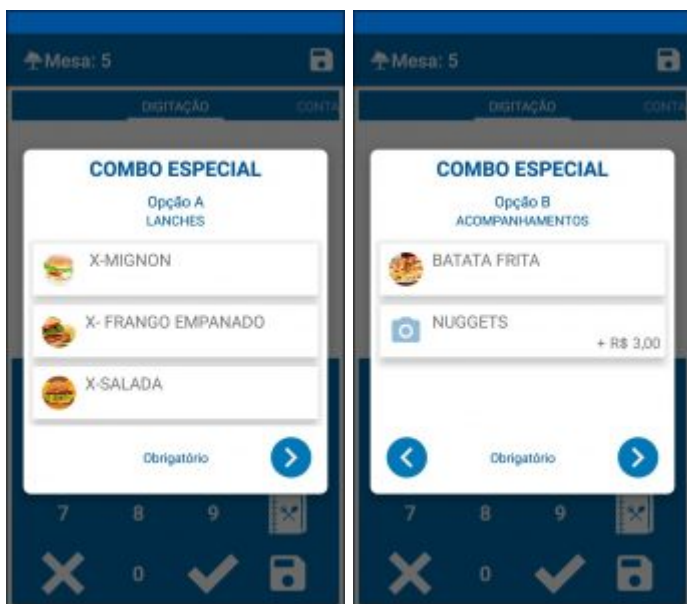 Mesa: 5
DIGITAÇÃO
CONTA
COMBO ESPECIAL
Opção A
LANCHES
X-MIGNON
X- FRANGO EMPANADO
X-SALADA
Obrigatório
7 8 9
0
Mesa: 5
DIGITAÇÃO
CONTA
COMBO ESPECIAL
Opção B
ACOMPANHAMENTOS
BATATA FRITA
NUGGETS
+ R$ 3,00
Obrigatório
7 8 9
0